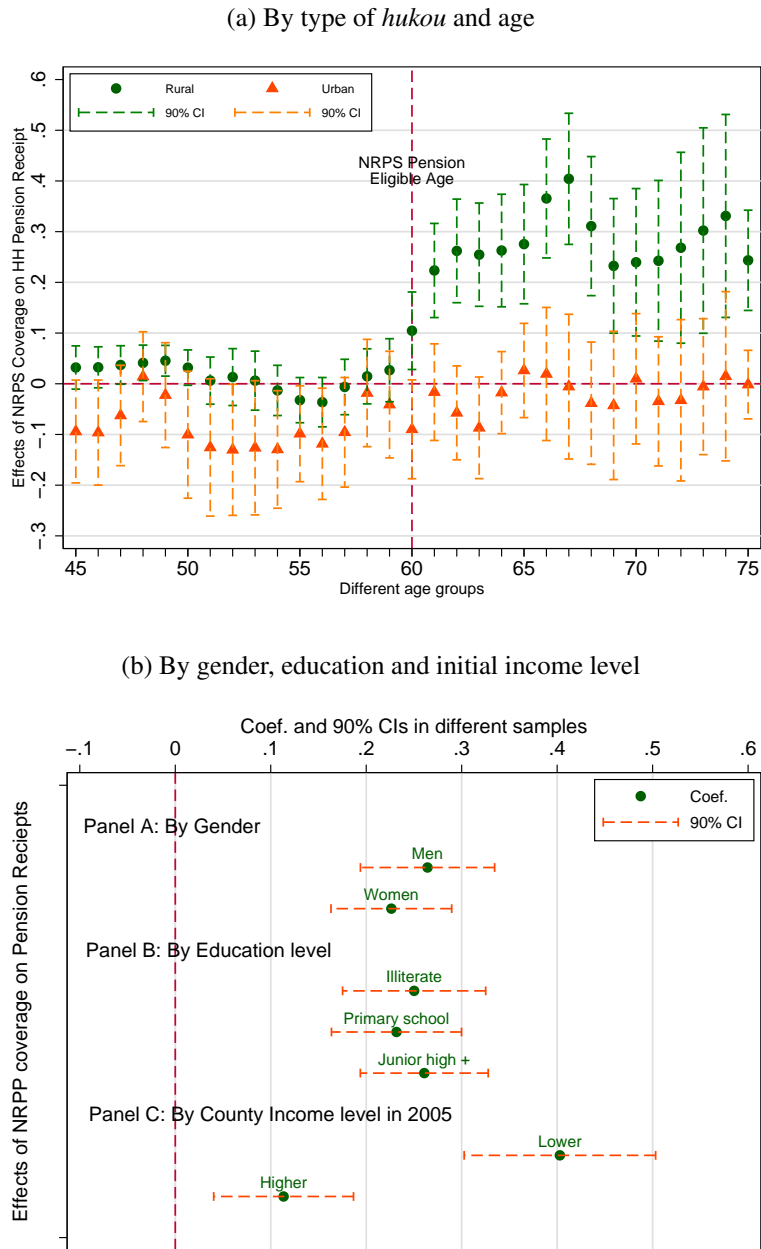 (a) By type of hukou and age
Rural Urban
90% CI 90% CI
NRPS Pension
Eligible Age
Effects of NRPS Coverage on HH Pension Receipt
.6
.5
.4
.3
.2
.1
0
-.1
-.2
-.3
45 50 55 60 65 70 75
Different age groups
(b) By gender, education and initial income level
Coef. and 90% CIs in different samples
-.1 0 .1 .2 .3 .4 .5 .6
Coef.
90% CI
Effects of NRPP coverage on Pension Reciepts
Panel A: By Gender
Men
Women
Panel B: By Education level
Illiterate
Primary school
Junior high +
Panel C: By County Income level in 2005
Lower
Higher